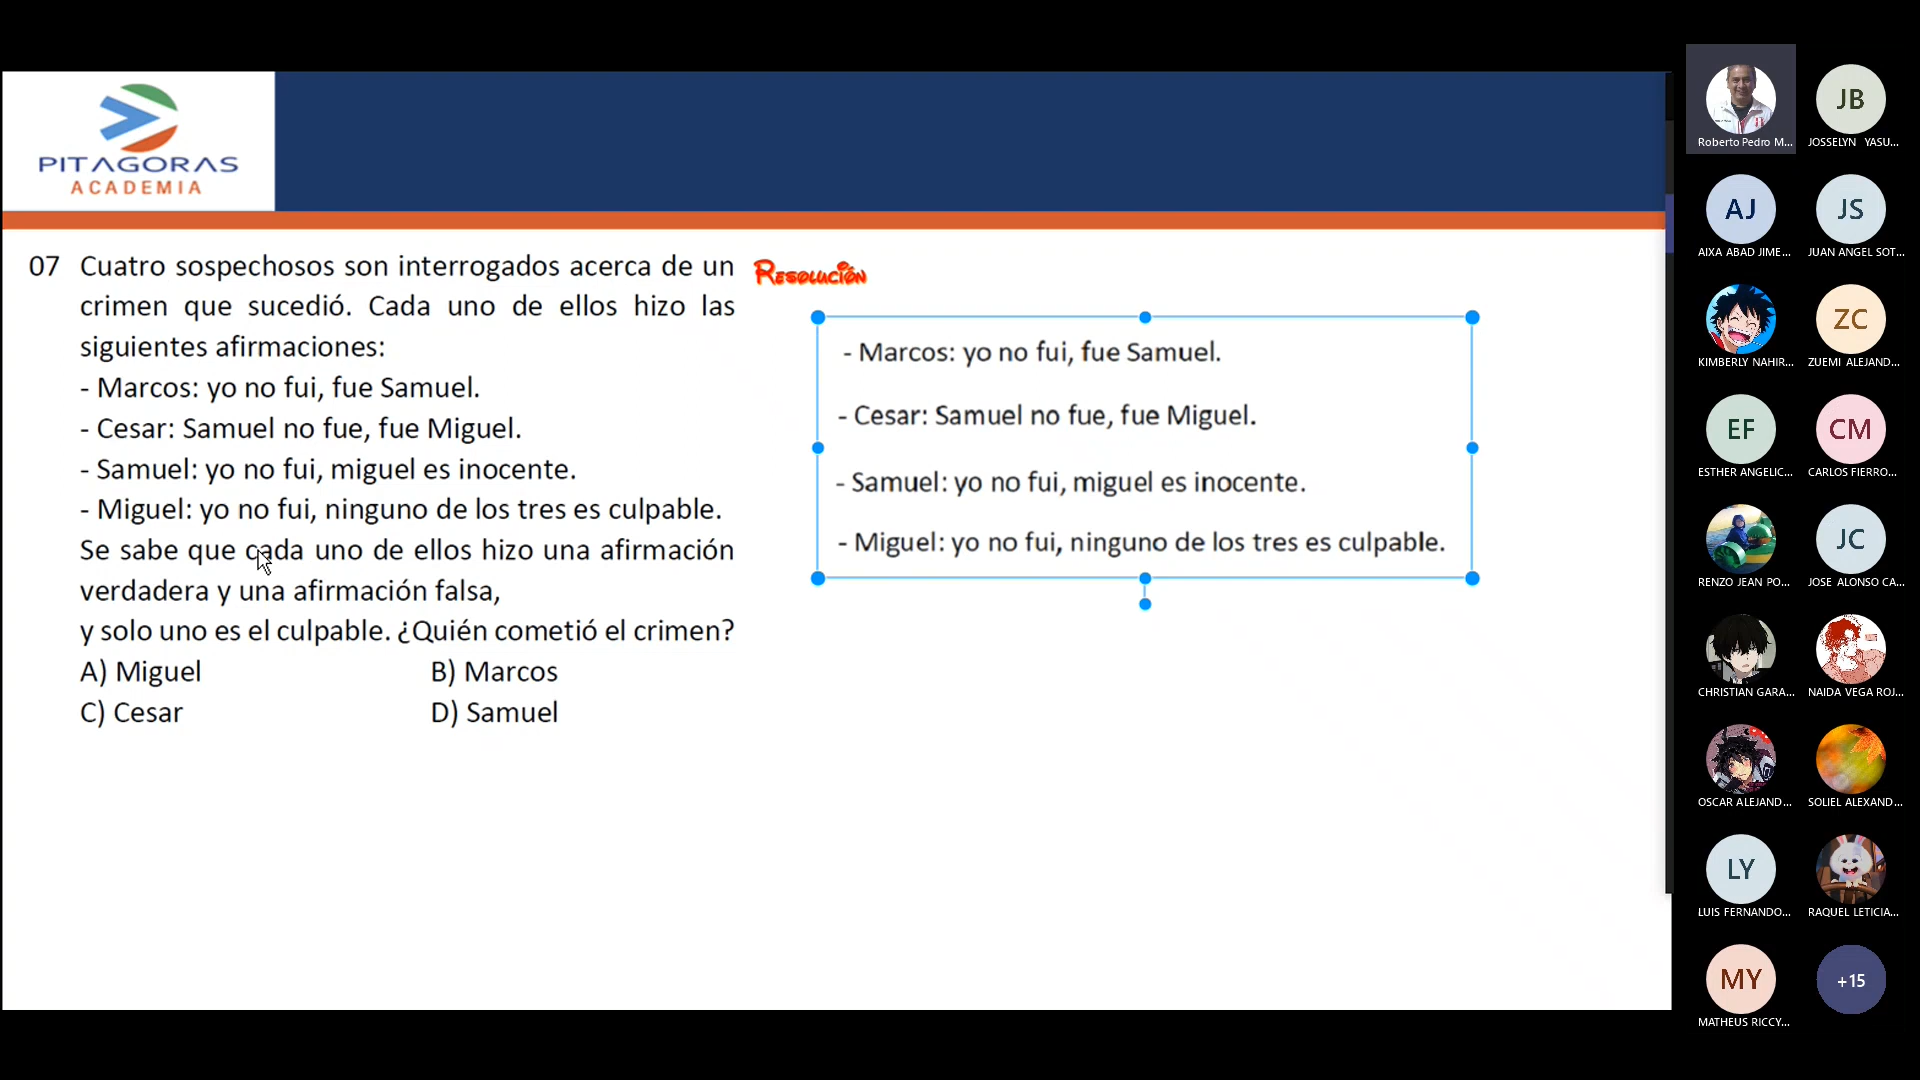 PITAGORAS
ACADEMIA
07 Cuatro sospechosos son interrogados acerca de un
crimen que sucedió. Cada uno de ellos hizo las
siguientes afirmaciones:
- Marcos: yo no fui, fue Samuel.
- Cesar: Samuel no fue, fue Miguel.
- Samuel: yo no fui, miguel es inocente.
- Miguel: yo no fui, ninguno de los tres es culpable.
Se sabe que cada uno de ellos hizo una afirmación
verdadera y una afirmación falsa,
y solo uno es el culpable. ¿Quién cometió el crimen?
A) Miguel B) Marcos
C) Cesar D) Samuel
Resolución
- Marcos: yo no fui, fue Samuel.
- Cesar: Samuel no fue, fue Miguel.
- Samuel: yo no fui, miguel es inocente.
- Miguel: yo no fui, ninguno de los tres es culpable.
Roberto Pedro M...
JB
JOSSELYN YASU...
AJ
AIXA ABAD JIME...
JS
JUAN ANGEL SOT...
KIMBERLY NAHIR...
ZC
ZUEMI ALEJAND...
EF
ESTHER ANGELIC...
CM
CARLOS FIERRO...
RENZO JEAN PO...
JC
JOSE ALONSO CA...
CHRISTIAN GARA...
NAIDA VEGA ROJ...
OSCAR ALEJAND...
SOLIEL ALEXAND...
LY
LUIS FERNANDO...
RAQUEL LETICIA...
MY
MATHEUS RICCY...
+15